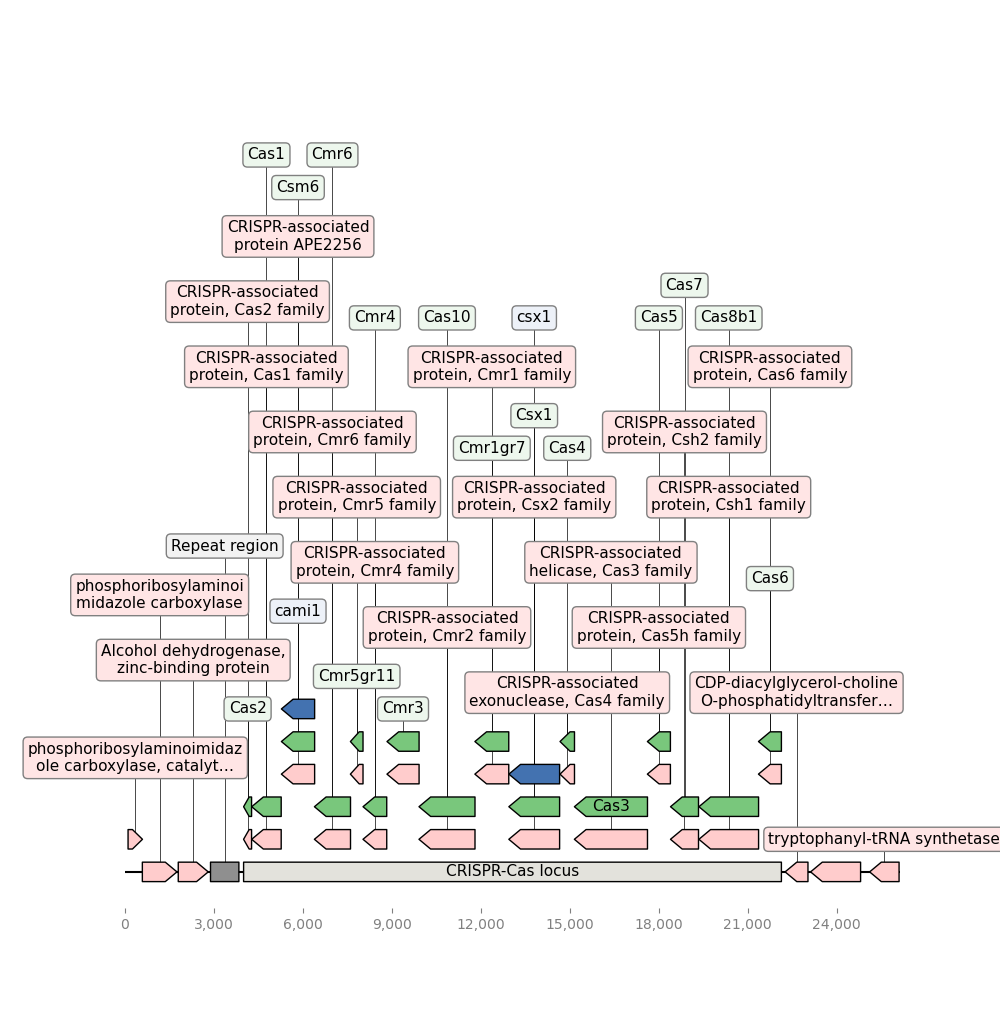 Cas1
Cmr6
Csm6
CRISPR-associated
protein APE2256
Cas7
CRISPR-associated
protein, Cas2 family
Cmr4
Cas10
csx1
Cas5
Cas8b1
CRISPR-associated
protein, Cas1 family
CRISPR-associated
protein, Cmr1 family
CRISPR-associated
protein, Cas6 family
Csx1
CRISPR-associated
protein, Cmr6 family
CRISPR-associated
protein, Csh2 family
Cmr1gr7
Cas4
CRISPR-associated
protein, Cmr5 family
CRISPR-associated
protein, Csx2 family
CRISPR-associated
protein, Csh1 family
Repeat region
CRISPR-associated
protein, Cmr4 family
CRISPR-associated
helicase, Cas3 family
Cas6
phosphoribosylaminoi
midazole carboxylase
cami1
CRISPR-associated
protein, Cmr2 family
CRISPR-associated
protein, Cas5h family
Alcohol dehydrogenase,
zinc-binding protein
Cmr5gr11
CRISPR-associated
exonuclease, Cas4 family
CDP-diacylglycerol-choline
O-phosphatidyltransfer...
Cas2
Cmr3
phosphoribosylaminoimidaz
ole carboxylase, catalyt...
Cas3
tryptophanyl-tRNA synthetase
CRISPR-Cas locus
0
3,000
6,000
9,000
12,000
15,000
18,000
21,000
24,000